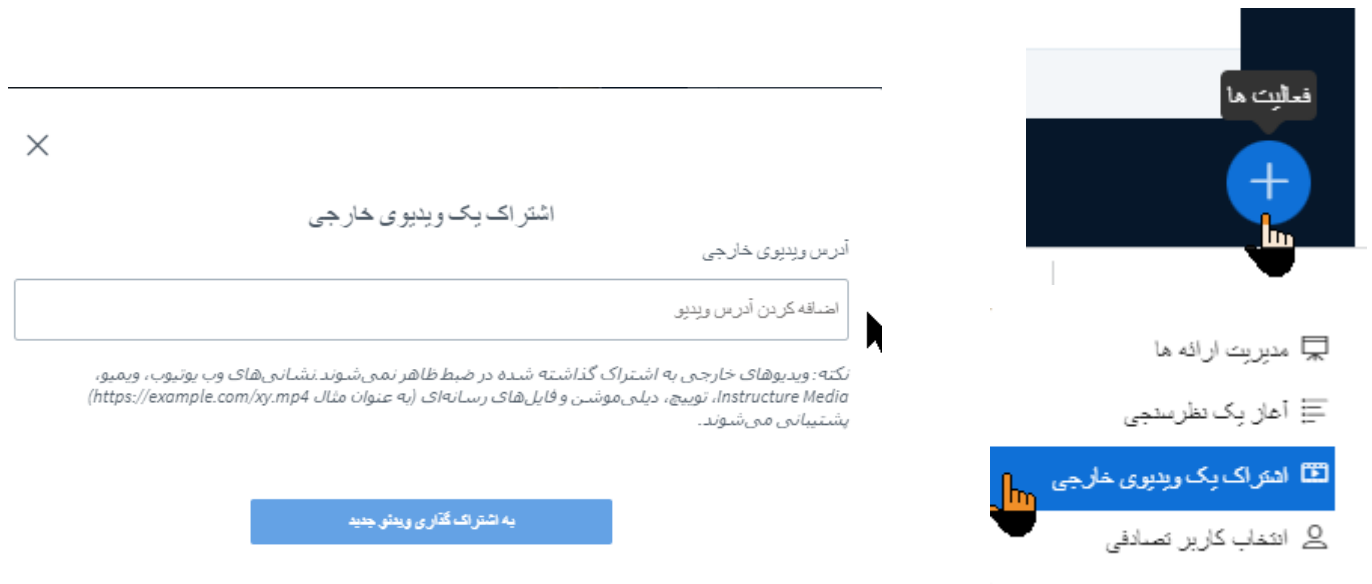 فعالیت ها
مدیریت ارائه ها
آغاز یک نظرسنجی
اشتراک یک ویدیوی خارجی
انتخاب کاربر تصادفی
اشتراک یک ویدیوی خارجی
آدرس ویدیوی خارجی
اضافه کردن آدرس ویدیو
نکته: ویدیوهای خارجی به اشتراک گذاشته شده در ضبط ظاهر نمی‌شوند.نشانی‌های وب یوتیوب، ویمیو،
Instructure Media، توییچ، دیلی‌موشن و فایل‌های رسانه‌ای (به عنوان مثال https://example.com/xy.mp4)
پشتیبانی می‌شوند.
به اشتراک گذاری ویدئو جدید